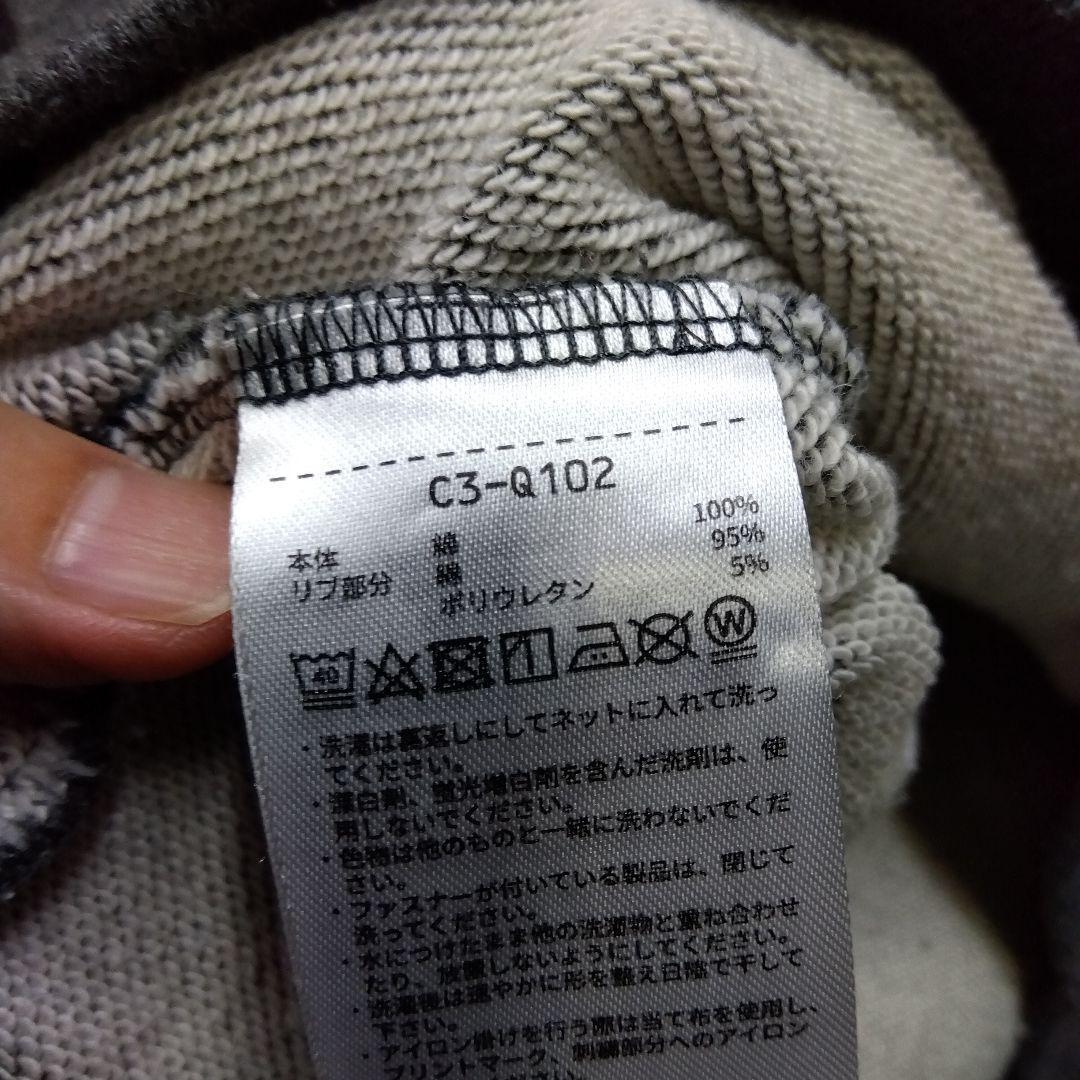 C3-Q102
本体 綿 100%
リブ部分 綿 95%
ポリウレタン 5%
40
W
・洗濯は裏返しにしてネットに入れて洗っ
てください。
・漂白剤、蛍光増白剤を含んだ洗剤は、使
用しないでください。
・色物は他のものと一緒に洗わないでくだ
さい。
・ファスナーが付いている製品は、閉じて
洗ってください。
・水につけたまま他の洗濯物と重ね合わせ
たり、放置しないようにしてください。
・洗濯後は速やかに形を整え日陰で干して
下さい。
・アイロン掛けを行う際は当て布を使用し、
プリントマーク、刺繍部分へのアイロン
ください。